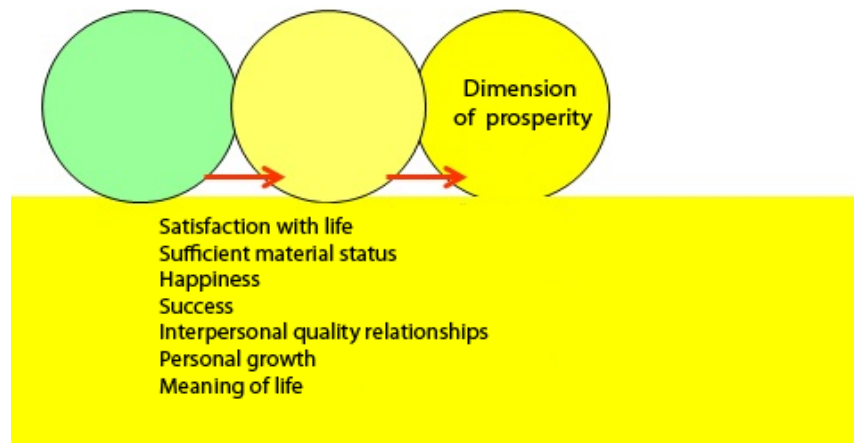 Dimension
of prosperity
Satisfaction with life
Sufficient material status
Happiness
Success
Interpersonal quality relationships
Personal growth
Meaning of life